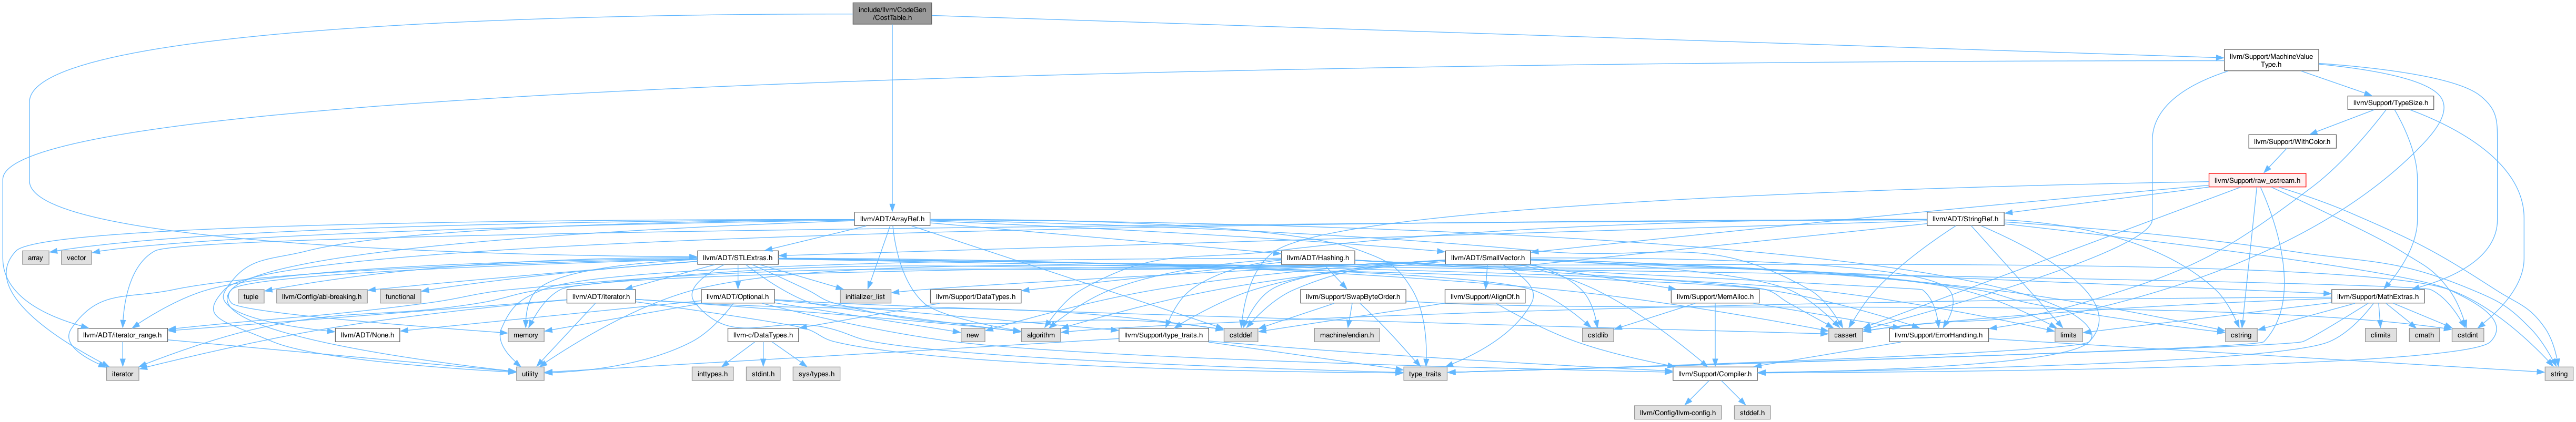 include/llvm/CodeGen
/CostTable.h
llvm/Support/MachineValue
Type.h
llvm/Support/TypeSize.h
llvm/Support/WithColor.h
llvm/Support/raw_ostream.h
llvm/ADT/ArrayRef.h
llvm/ADT/StringRef.h
array
vector
llvm/ADT/STLExtras.h
llvm/ADT/Hashing.h
llvm/ADT/SmallVector.h
tuple
llvm/Config/abi-breaking.h
functional
llvm/ADT/iterator.h
llvm/ADT/Optional.h
initializer_list
llvm/Support/DataTypes.h
llvm/Support/SwapByteOrder.h
llvm/Support/AlignOf.h
llvm/Support/MemAlloc.h
llvm/Support/MathExtras.h
llvm/ADT/iterator_range.h
llvm/ADT/None.h
memory
llvm-c/DataTypes.h
new
algorithm
llvm/Support/type_traits.h
cstddef
machine/endian.h
cstdlib
cassert
llvm/Support/ErrorHandling.h
limits
cstring
climits
cmath
cstdint
iterator
utility
inttypes.h
stdint.h
sys/types.h
type_traits
llvm/Support/Compiler.h
string
llvm/Config/llvm-config.h
stddef.h